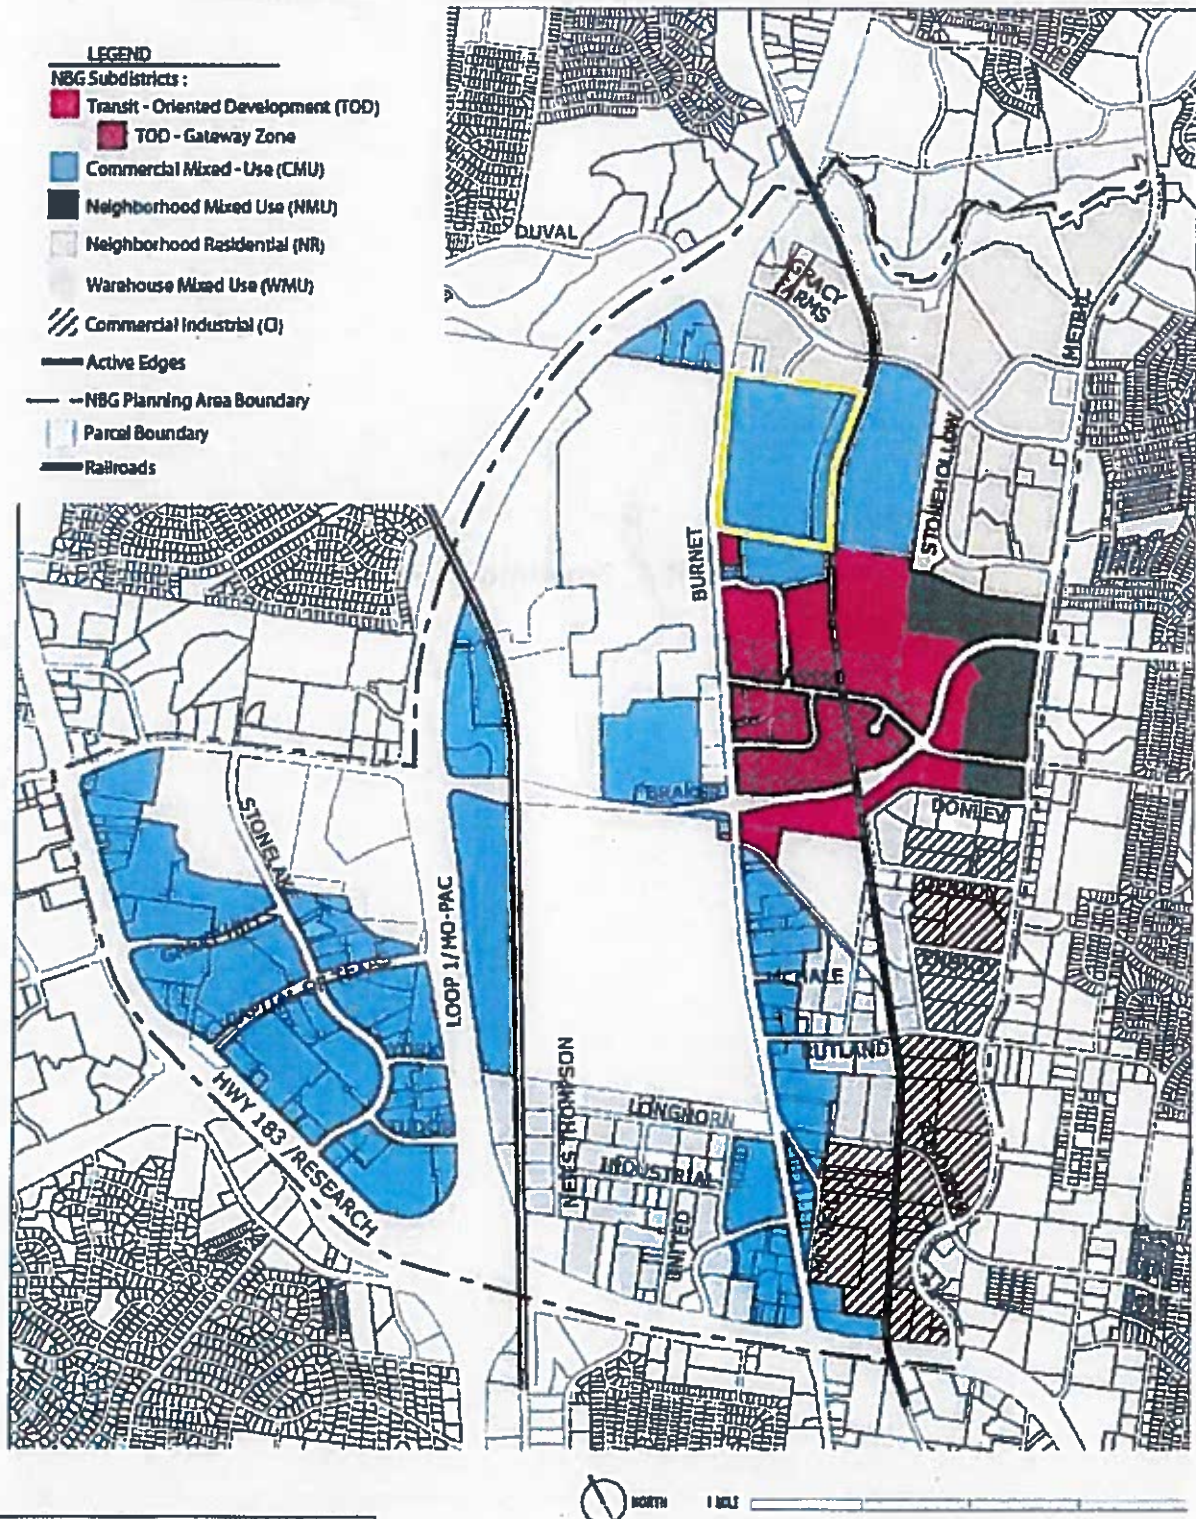 LEGEND
NBG Subdistricts :
Transit - Oriented Development (TOD)
TOD - Gateway Zone
Commercial Mixed - Use (CMU)
Neighborhood Mixed Use (NMU)
Neighborhood Residential (NR)
Warehouse Mixed Use (WMU)
Commercial Industrial (CI)
Active Edges
NBG Planning Area Boundary
Parcel Boundary
Railroads
DUVAL
GRACY
FARMS
METRIC
STONEHOLLOW
BURNET
BRAKER
DONLEY
STONELAKE
LOOP 1/MO-PAC
RUTLAND
NEILS THOMPSON
LONGHORN
INDUSTRIAL
UNITED
HWY 183 /RESEARCH
NORTH
1 MILE